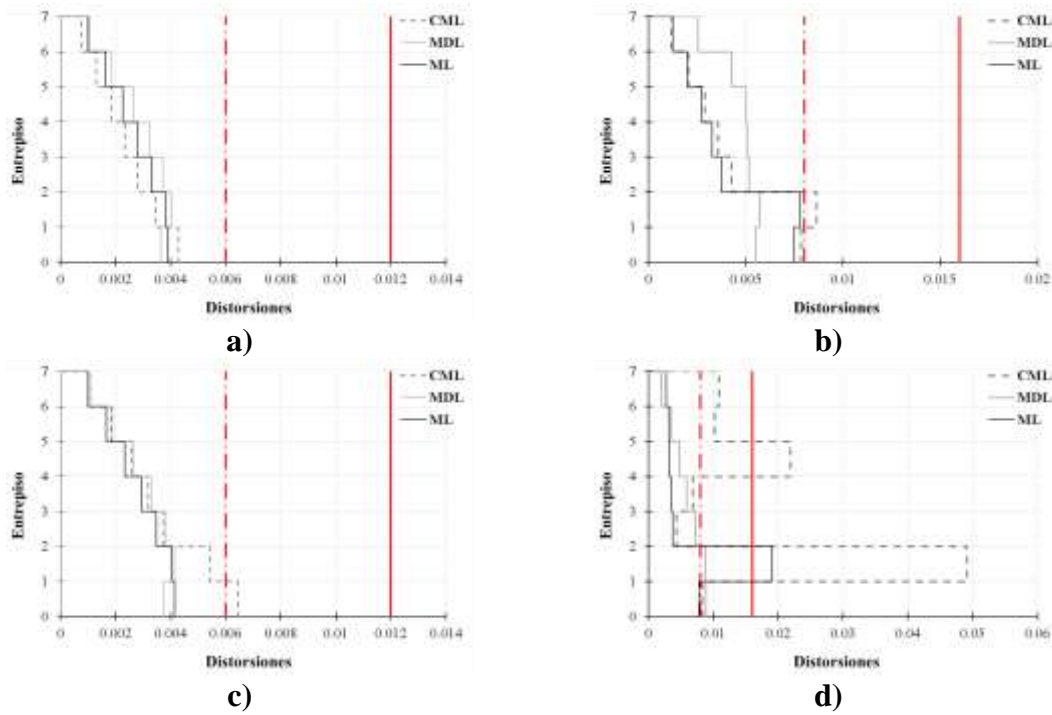 7
6
5
4
3
2
1
0
Entrepiso
CML
MDL
ML
0 0.002 0.004 0.006 0.008 0.01 0.012 0.014
Distorsiones
a)
7
6
5
4
3
2
1
0
Entrepiso
CML
MDL
ML
0 0.005 0.01 0.015 0.02
Distorsiones
b)
7
6
5
4
3
2
1
0
Entrepiso
CML
MDL
ML
0 0.002 0.004 0.006 0.008 0.01 0.012 0.014
Distorsiones
c)
7
6
5
4
3
2
1
0
Entrepiso
CML
MDL
ML
0 0.01 0.02 0.03 0.04 0.05 0.06
Distorsiones
d)